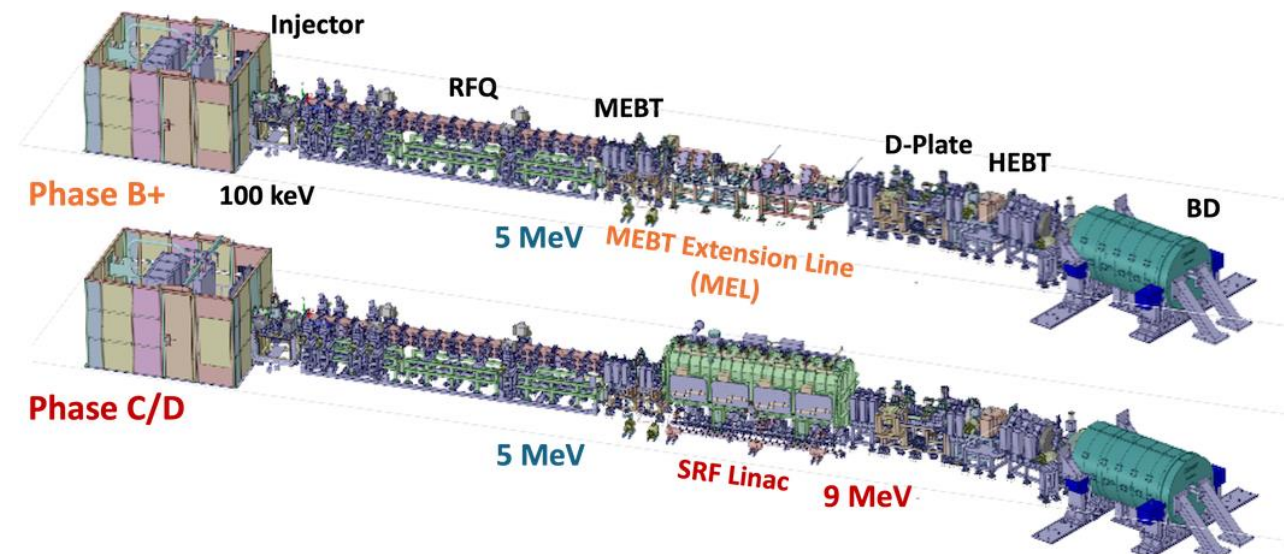 Injector
RFQ
MEBT
D-Plate
HEBT
BD
Phase B+
100 keV
5 MeV
MEBT Extension Line
(MEL)
Phase C/D
5 MeV
SRF Linac
9 MeV